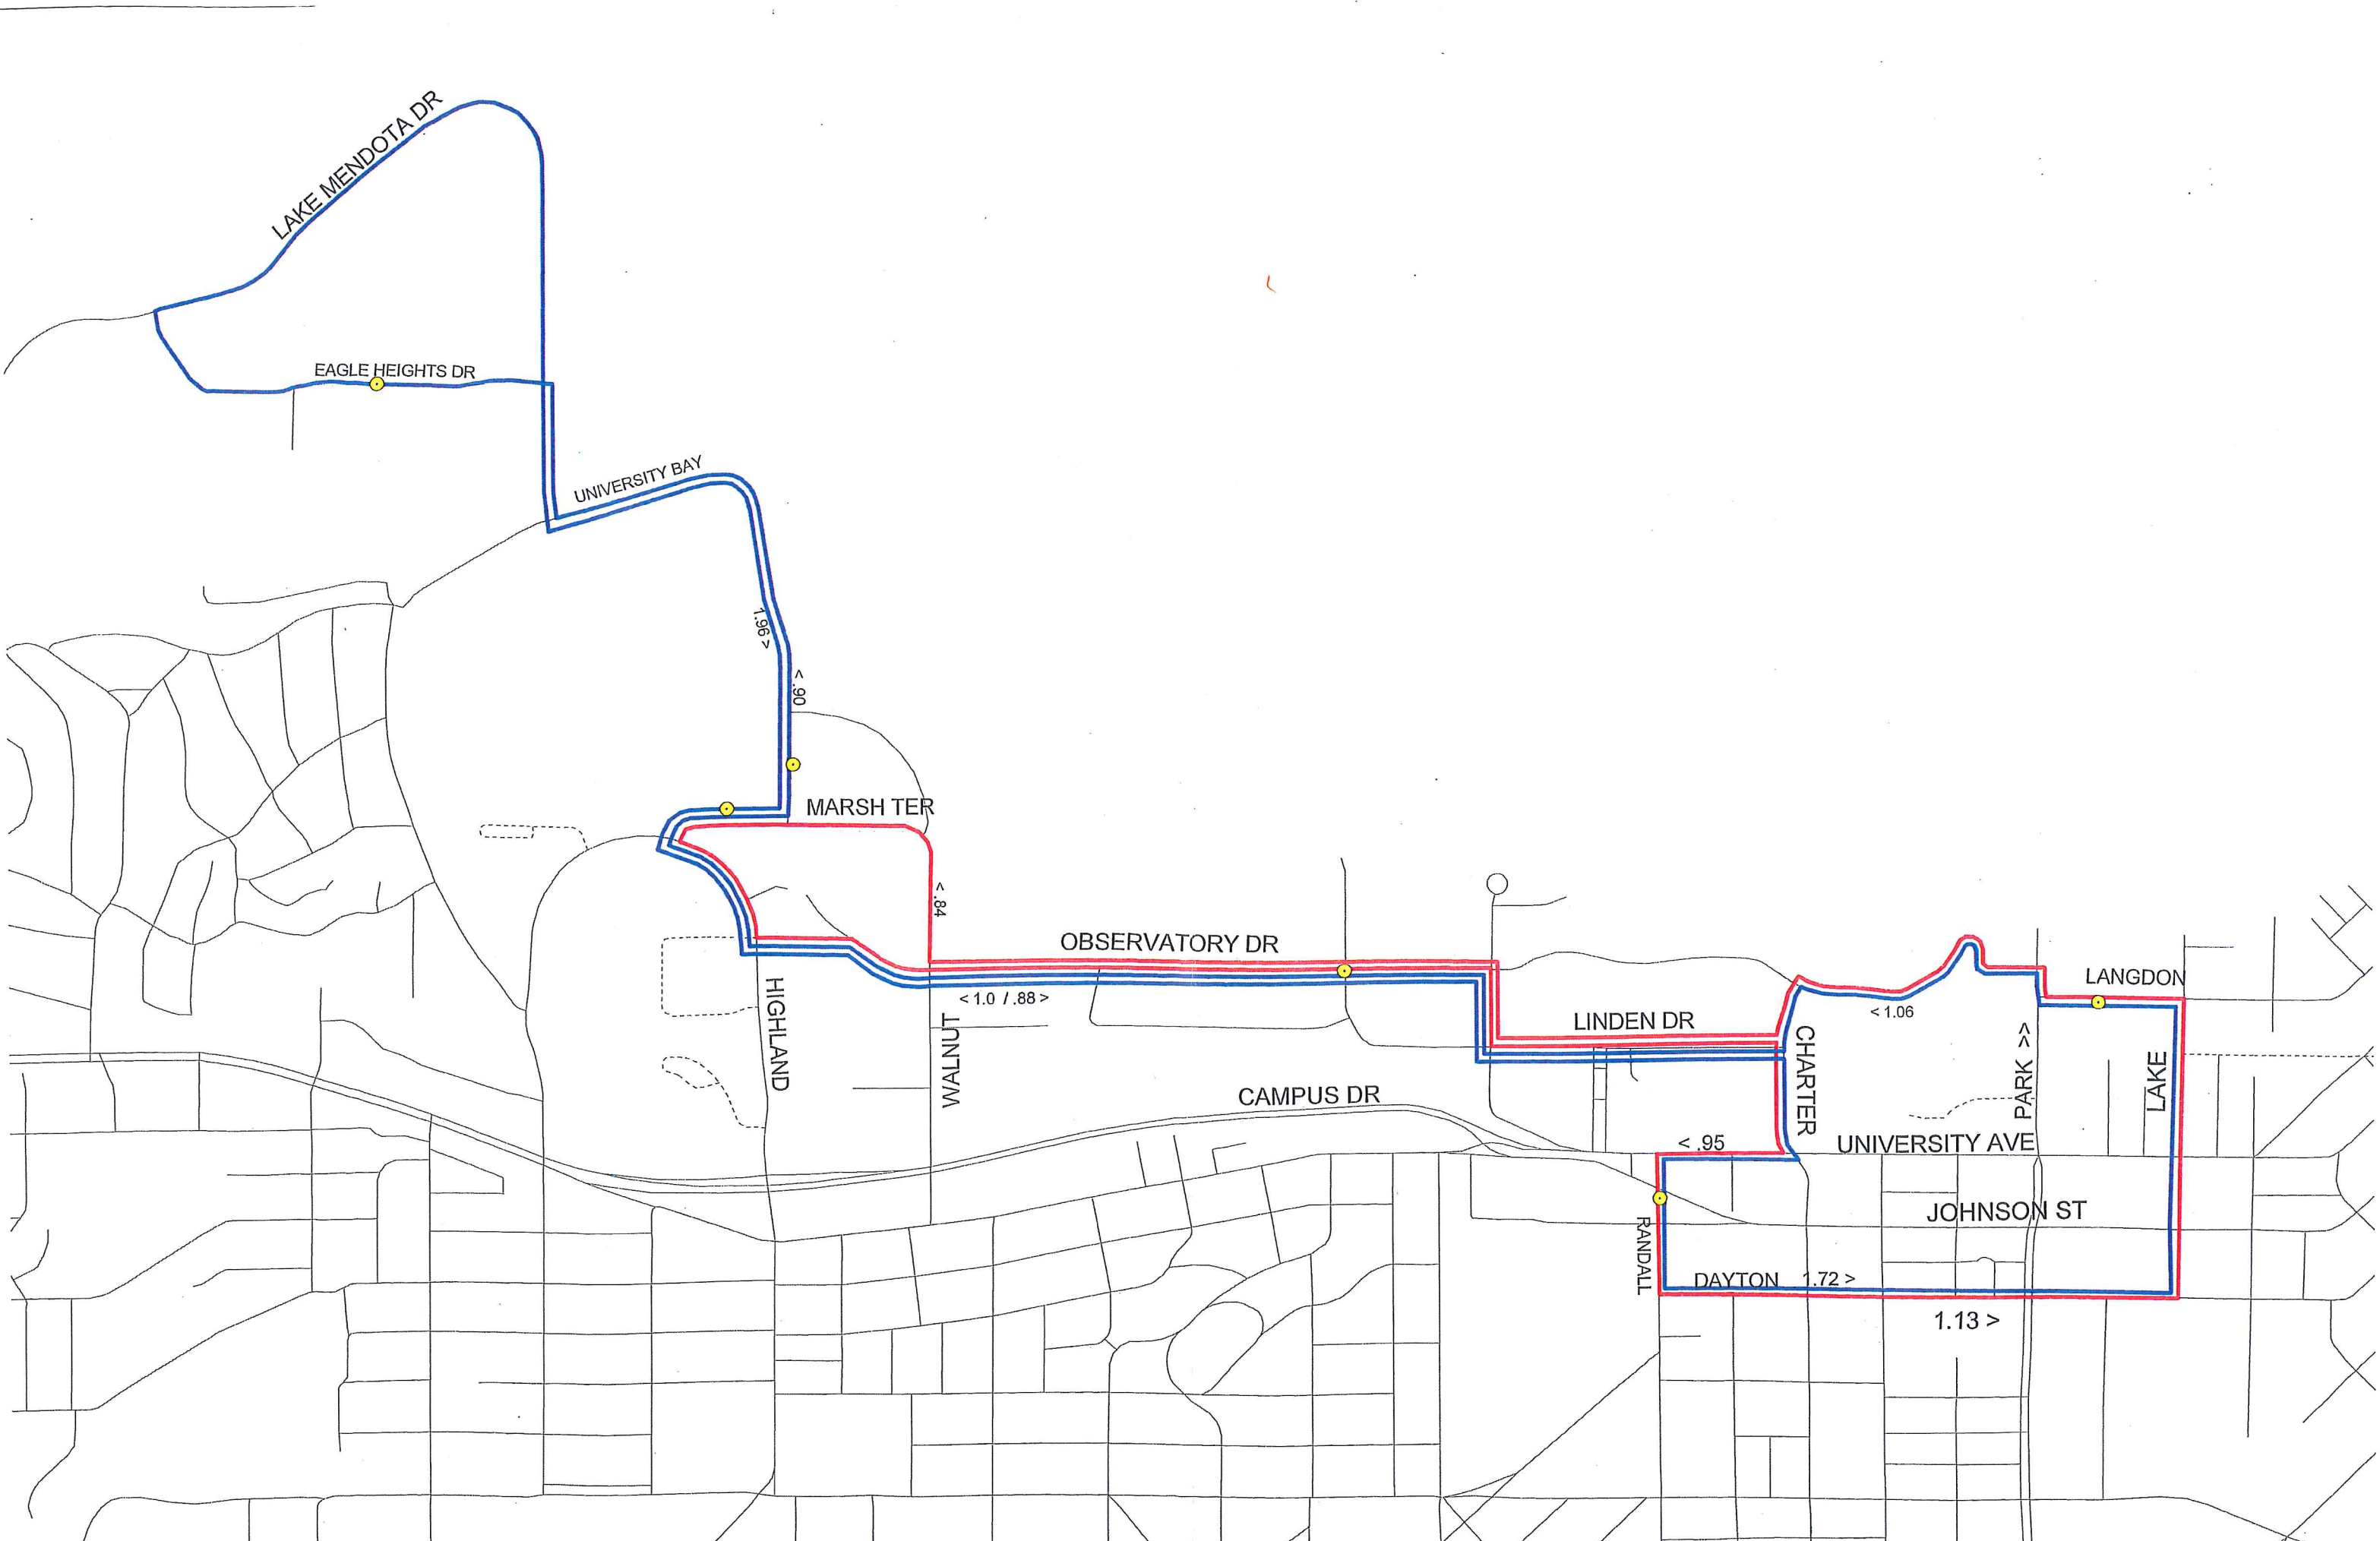 LAKE MENDOTA DR
EAGLE HEIGHTS DR
UNIVERSITY BAY
1.96 >
< .90
MARSH TER
< .84
OBSERVATORY DR
< 1.0 / .88 >
HIGHLAND
WALNUT
LINDEN DR
CAMPUS DR
CHARTER
< 1.06
LANGDON
PARK >>
LAKE
< .95
UNIVERSITY AVE
JOHNSON ST
RANDALL
DAYTON 1.72 >
1.13 >